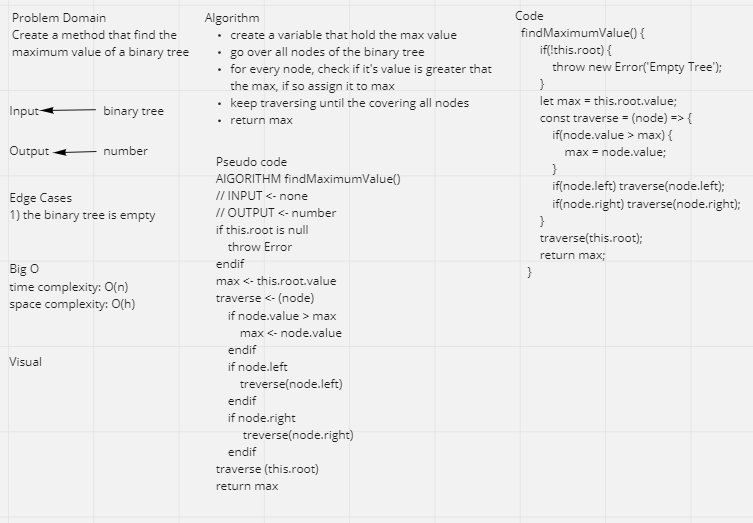 Problem Domain
Create a method that find the
maximum value of a binary tree
Input
binary tree
Output
number
Edge Cases
1) the binary tree is empty
Big O
time complexity: O(n)
space complexity: O(h)
Visual
Algorithm
• create a variable that hold the max value
• go over all nodes of the binary tree
• for every node, check if it's value is greater that
the max, if so assign it to max
• keep traversing until the covering all nodes
• return max
Pseudo code
AlGORITHM findMaximumValue()
// INPUT <- none
// OUTPUT <- number
if this.root is null
throw Error
endif
max <- this.root.value
traverse <- (node)
if node.value > max
max <- node.value
endif
if node.left
treverse(node.left)
endif
if node.right
treverse(node.right)
endif
traverse (this.root)
return max
Code
findMaximumValue() {
if(!this.root) {
throw new Error('Empty Tree');
}
let max = this.root.value;
const traverse = (node) => {
if(node.value > max) {
max = node.value;
}
if(node.left) traverse(node.left);
if(node.right) traverse(node.right);
}
traverse(this.root);
return max;
}